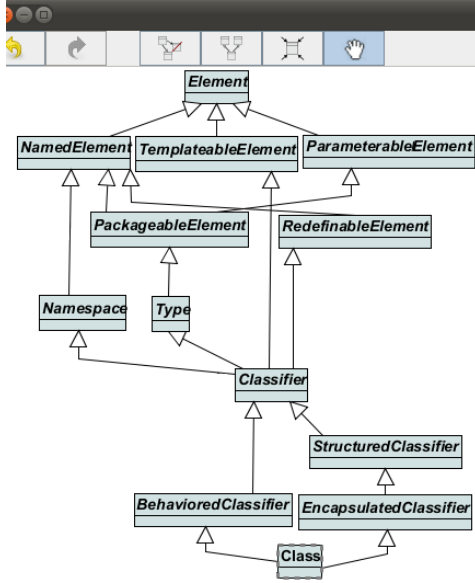 Element
NamedElement
TemplateableElement
ParameterableElement
PackageableElement
RedefinableElement
Namespace
Type
Classifier
StructuredClassifier
BehavioredClassifier
EncapsulatedClassifier
Class